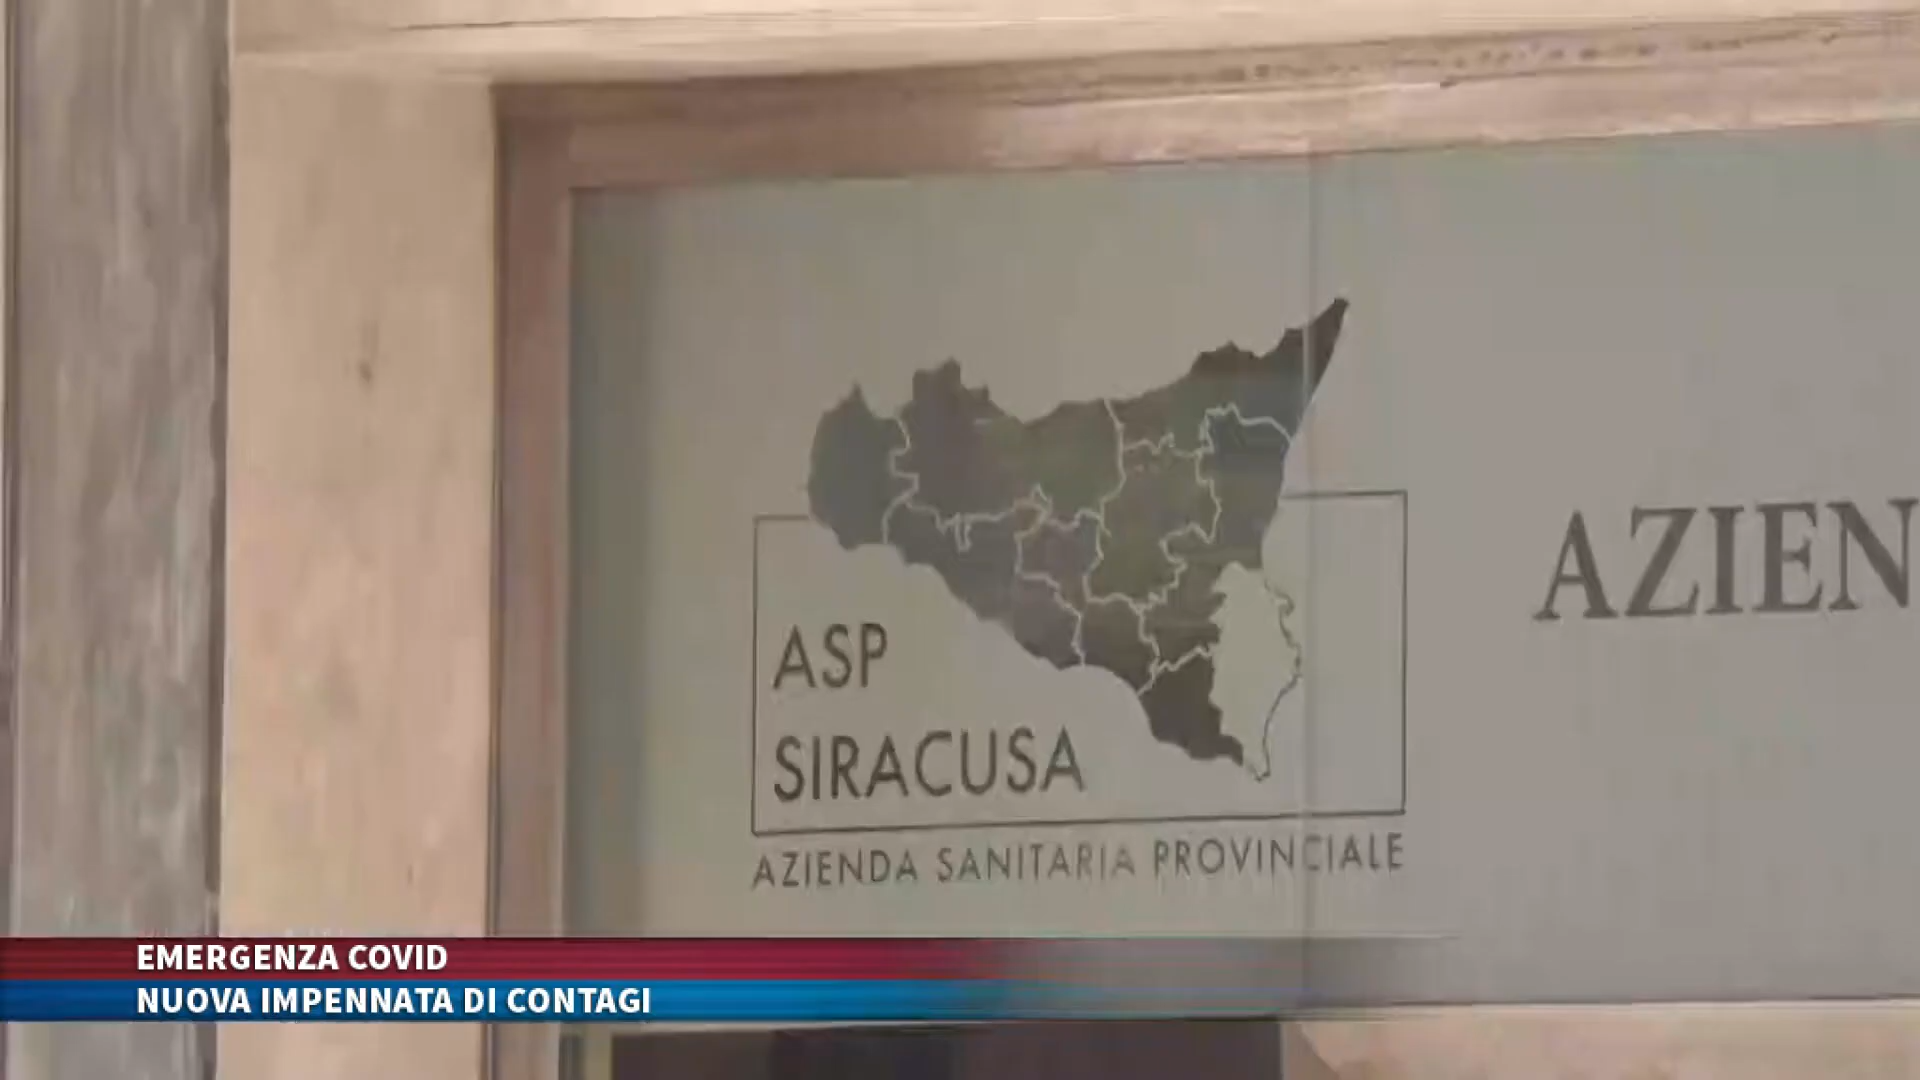 ASP
SIRACUSA
AZIENDA SANITARIA PROVINCIALE
AZIEN
EMERGENZA COVID
NUOVA IMPENNATA DI CONTAGI